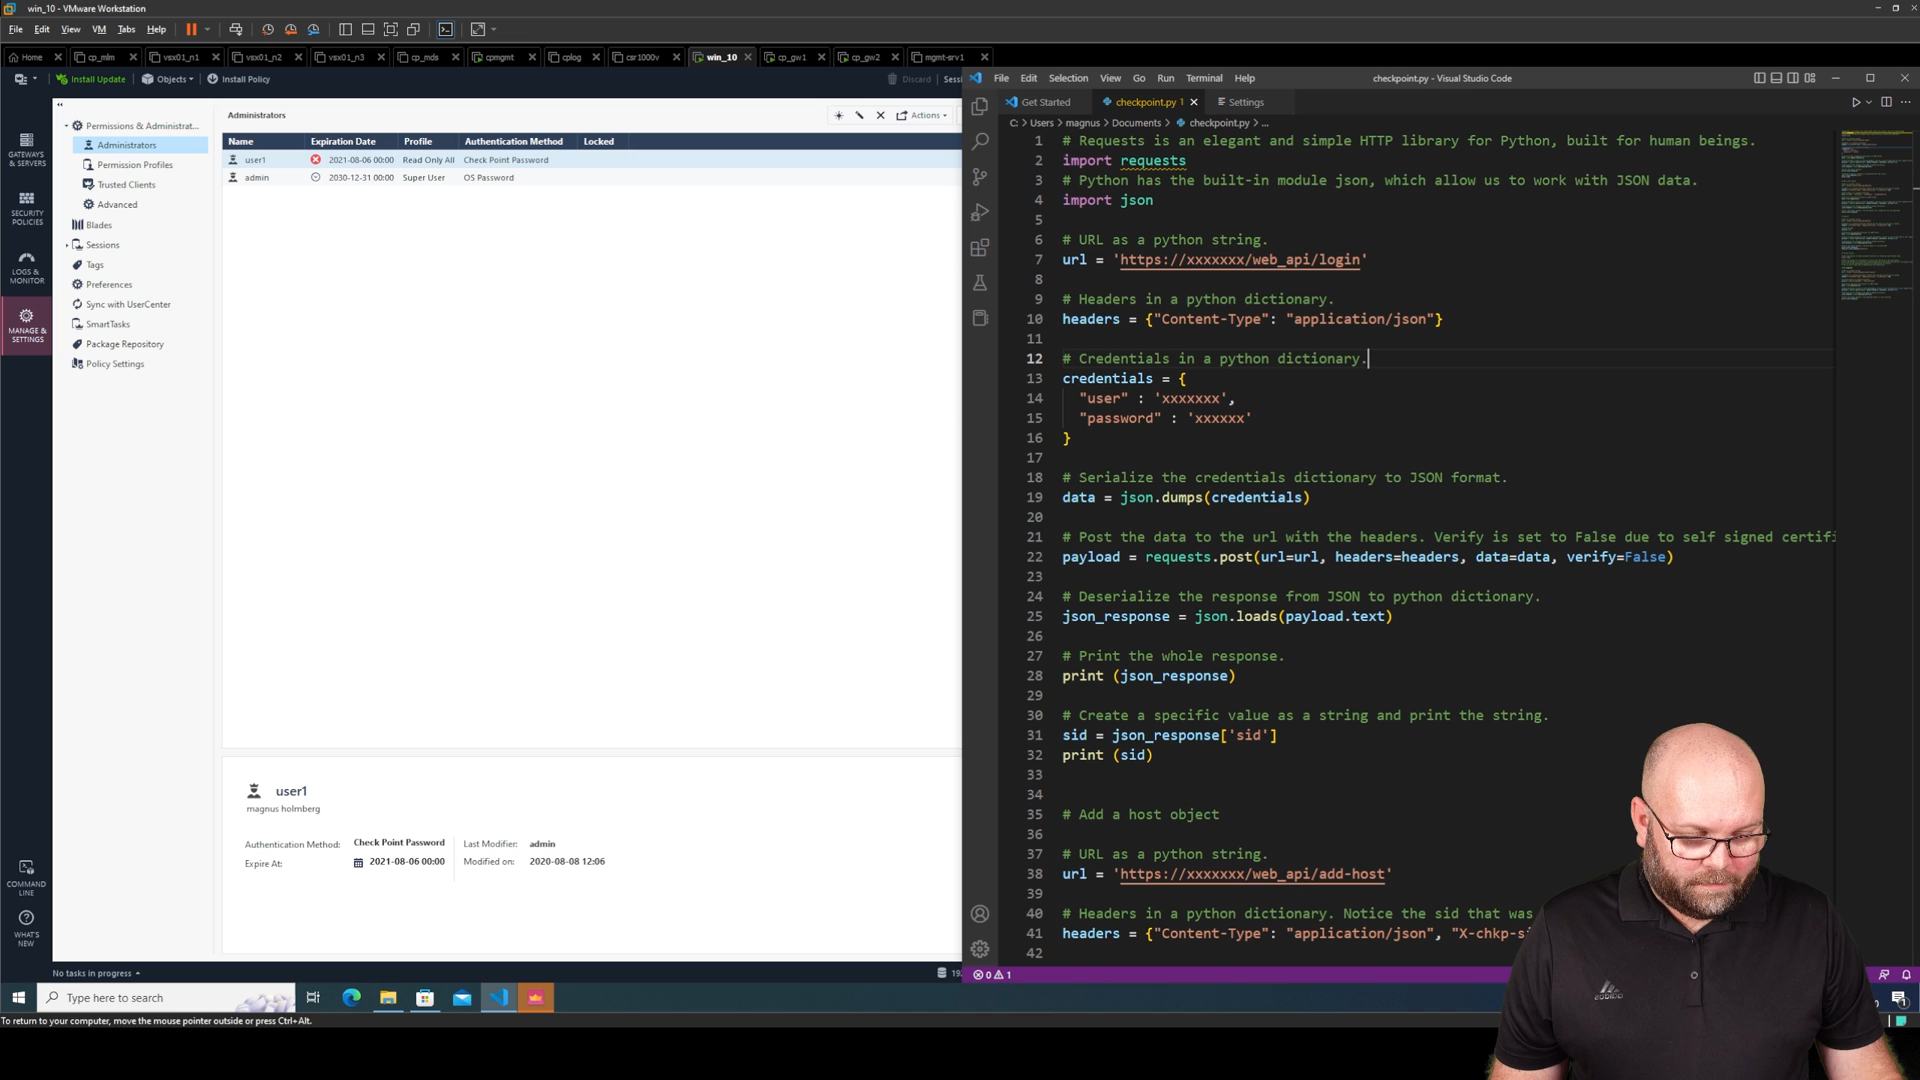 win_10 - VMware Workstation
File Edit View VM Tabs Help
Home cp_mlm vsx01_n1 vsx01_n2 vsx01_n3 cp_mds cpmgmt cplog csr1000v win_10 cp_gw1 cp_gw2 mgmt-srv1
Install Update Objects Install Policy Discard Sessi
GATEWAYS & SERVERS
SECURITY POLICIES
LOGS & MONITOR
MANAGE & SETTINGS
COMMAND LINE
WHAT'S NEW
Permissions & Administrat...
Administrators
Permission Profiles
Trusted Clients
Advanced
Blades
Sessions
Tags
Preferences
Sync with UserCenter
SmartTasks
Package Repository
Policy Settings
Administrators
Actions
Name Expiration Date Profile Authentication Method Locked
user1 2021-08-06 00:00 Read Only All Check Point Password
admin 2030-12-31 00:00 Super User OS Password
user1
magnus holmberg
Authentication Method: Check Point Password Last Modifier: admin
Expire At: 2021-08-06 00:00 Modified on: 2020-08-08 12:06
No tasks in progress
File Edit Selection View Go Run Terminal Help checkpoint.py - Visual Studio Code
Get Started checkpoint.py 1 Settings
C: > Users > magnus > Documents > checkpoint.py > ...
1 # Requests is an elegant and simple HTTP library for Python, built for human beings.
2 import requests
3 # Python has the built-in module json, which allow us to work with JSON data.
4 import json
5
6 # URL as a python string.
7 url = 'https://xxxxxxx/web_api/login'
8
9 # Headers in a python dictionary.
10 headers = {"Content-Type": "application/json"}
11
12 # Credentials in a python dictionary.
13 credentials = {
14 "user" : 'xxxxxxx',
15 "password" : 'xxxxxx'
16 }
17
18 # Serialize the credentials dictionary to JSON format.
19 data = json.dumps(credentials)
20
21 # Post the data to the url with the headers. Verify is set to False due to self signed certifi
22 payload = requests.post(url=url, headers=headers, data=data, verify=False)
23
24 # Deserialize the response from JSON to python dictionary.
25 json_response = json.loads(payload.text)
26
27 # Print the whole response.
28 print (json_response)
29
30 # Create a specific value as a string and print the string.
31 sid = json_response['sid']
32 print (sid)
33
34
35 # Add a host object
36
37 # URL as a python string.
38 url = 'https://xxxxxxx/web_api/add-host'
39
40 # Headers in a python dictionary. Notice the sid that was
41 headers = {"Content-Type": "application/json", "X-chkp-si
42
0 1
Type here to search
To return to your computer, move the mouse pointer outside or press Ctrl+Alt.